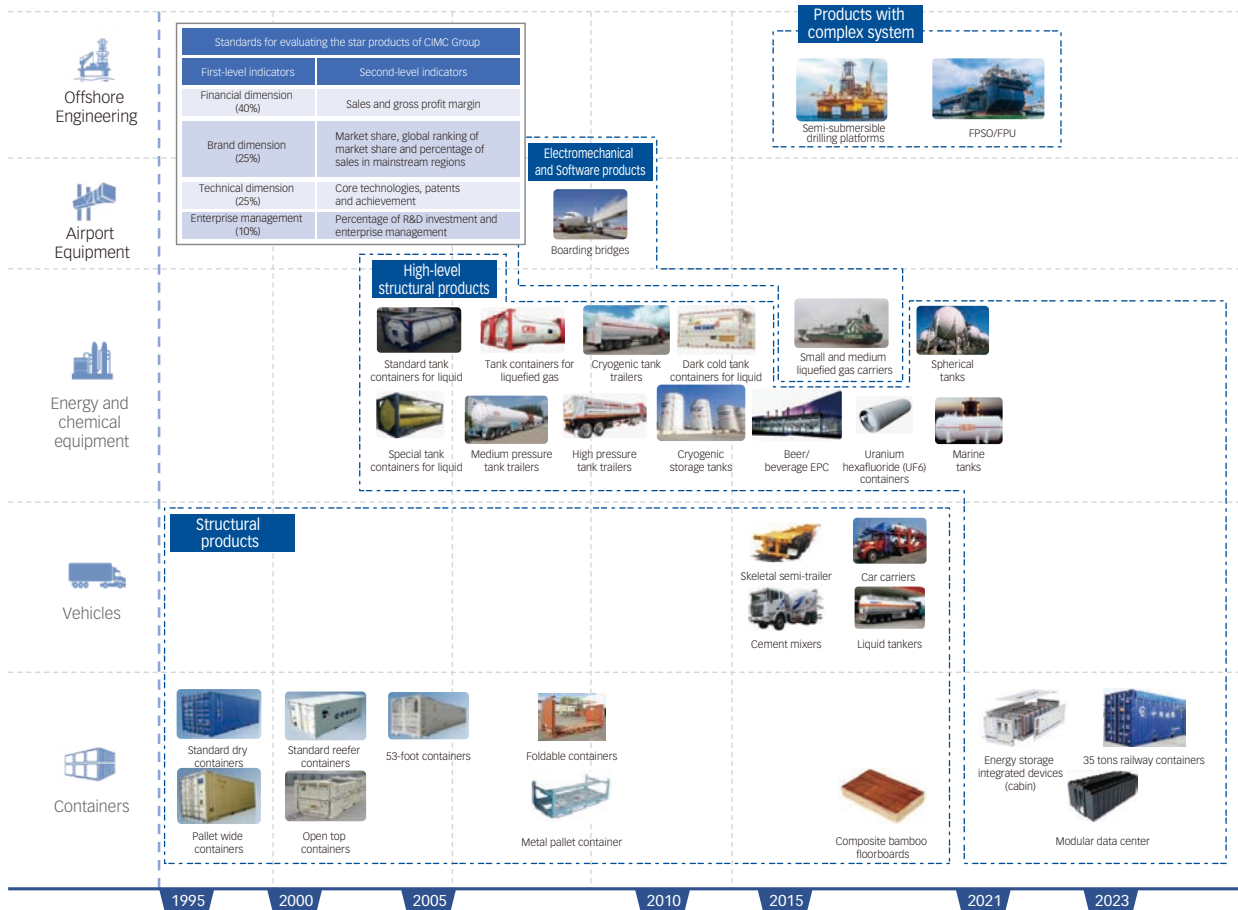 Products with
complex system
Offshore
Engineering
Standards for evaluating the star products of CIMC Group
First-level indicators
Second-level indicators
Financial dimension
(40%)
Sales and gross profit margin
Brand dimension
(25%)
Market share, global ranking of
market share and percentage of
sales in mainstream regions
Technical dimension
(25%)
Core technologies, patents
and achievement
Enterprise management
(10%)
Percentage of R&D investment and
enterprise management
Semi-submersible
drilling platforms
FPSO/FPU
Airport
Equipment
Electromechanical
and Software products
Boarding bridges
Energy and
chemical
equipment
High-level
structural products
Standard tank
containers for liquid
Tank containers for
liquefied gas
Cryogenic tank
trailers
Dark cold tank
containers for liquid
Small and medium
liquefied gas carriers
Spherical
tanks
Special tank
containers for liquid
Medium pressure
tank trailers
High pressure
tank trailers
Cryogenic
storage tanks
Beer/
beverage EPC
Uranium
hexafluoride (UF6)
containers
Marine
tanks
Vehicles
Structural
products
Skeletal semi-trailer
Car carriers
Cement mixers
Liquid tankers
Containers
Standard dry
containers
Standard reefer
containers
53-foot containers
Foldable containers
Energy storage
integrated devices
(cabin)
35 tons railway containers
Pallet wide
containers
Open top
containers
Metal pallet container
Composite bamboo
floorboards
Modular data center
1995
2000
2005
2010
2015
2021
2023